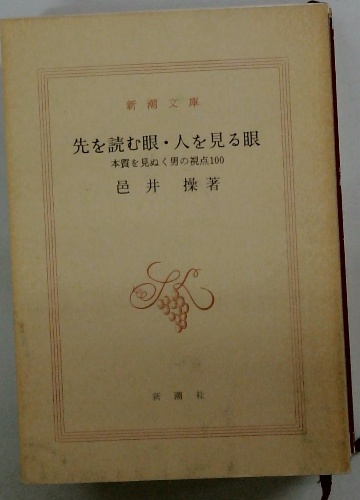 新潮文庫
先を読む眼・人を見る眼
本質を見ぬく男の視点100
邑井操著
新潮社